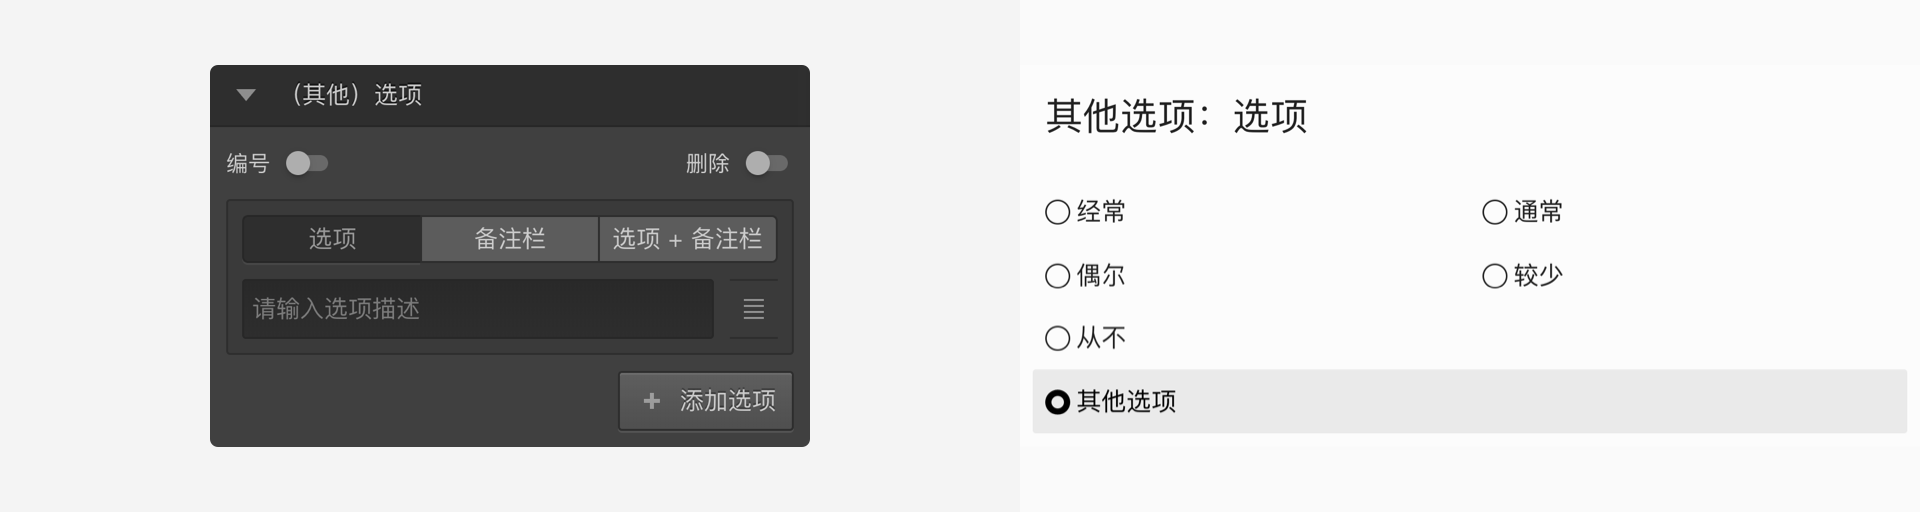 （其他）选项
编号
删除
选项
备注栏
选项 + 备注栏
请输入选项描述
添加选项
其他选项：选项
经常
通常
偶尔
较少
从不
其他选项